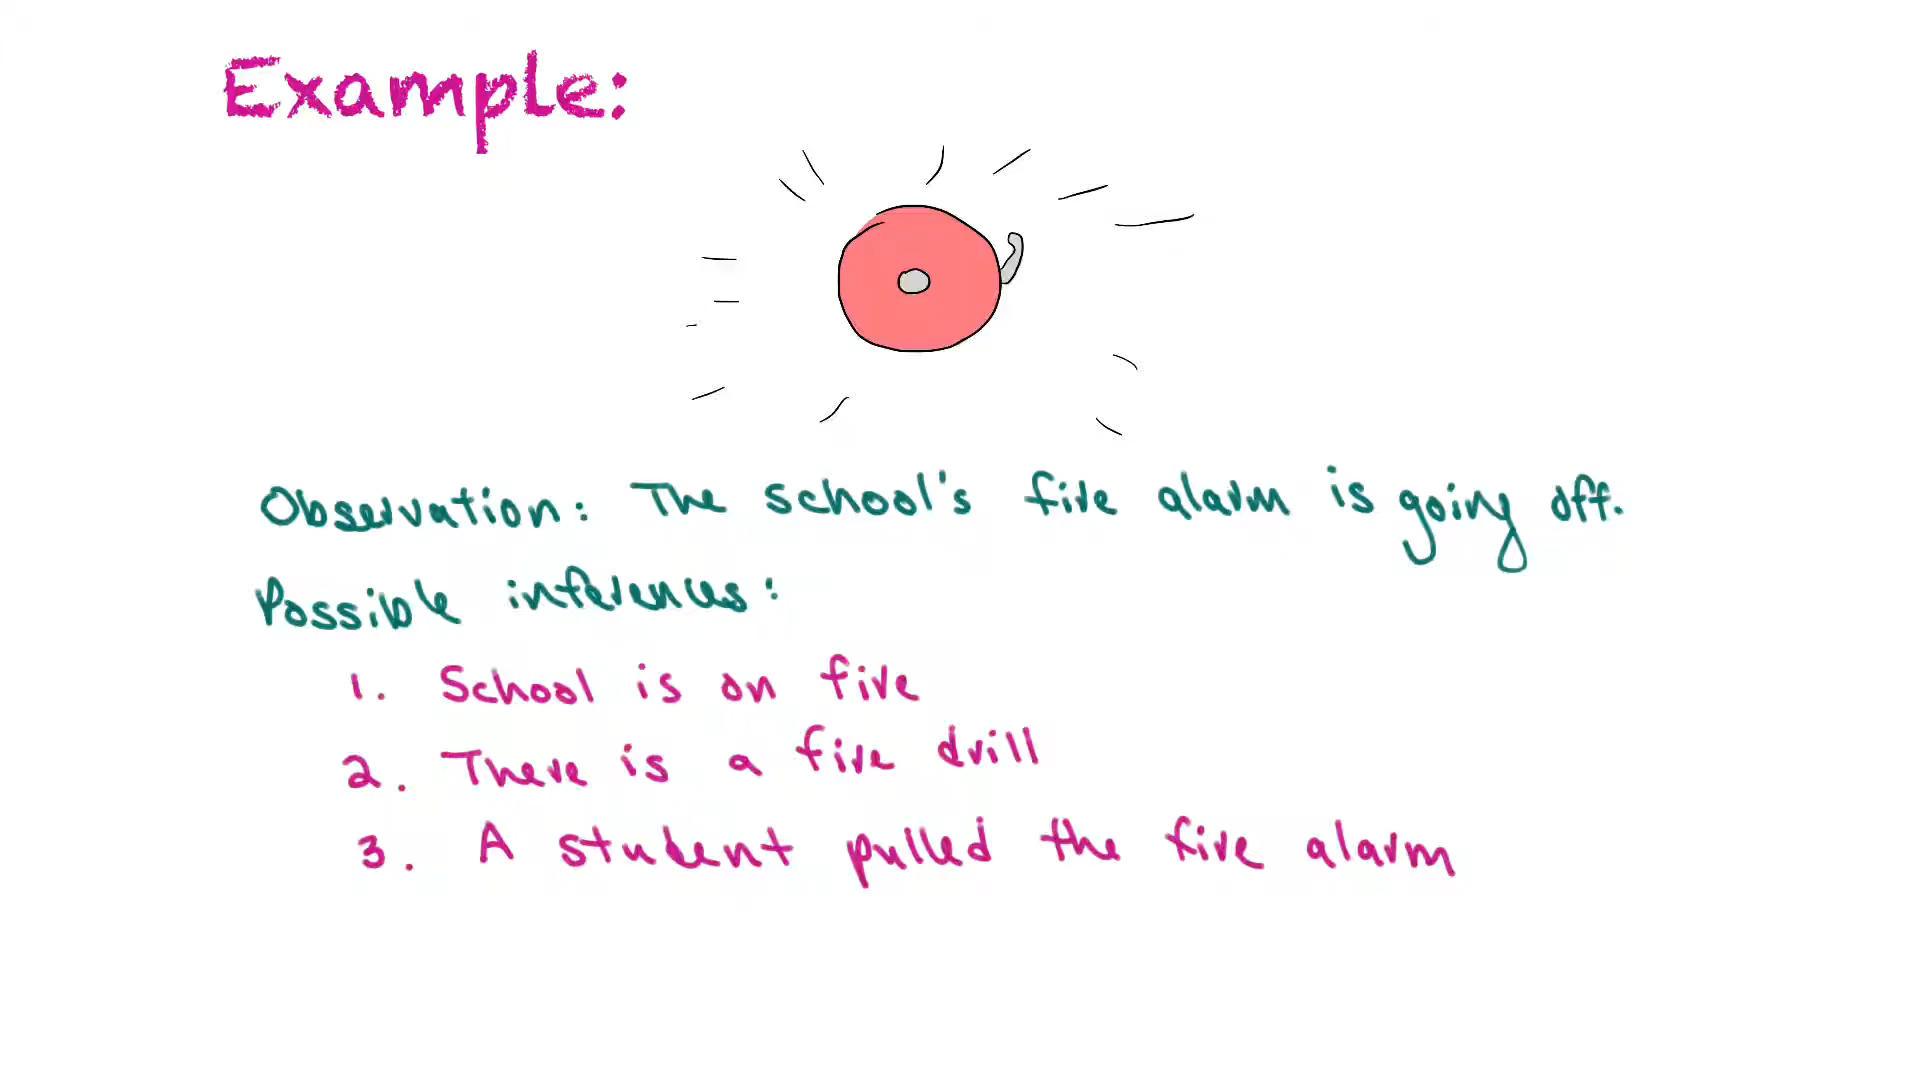 Example:
Observation: The school's fire alarm is going off.
Possible inferences:
1. School is on fire
2. There is a fire drill
3. A student pulled the fire alarm